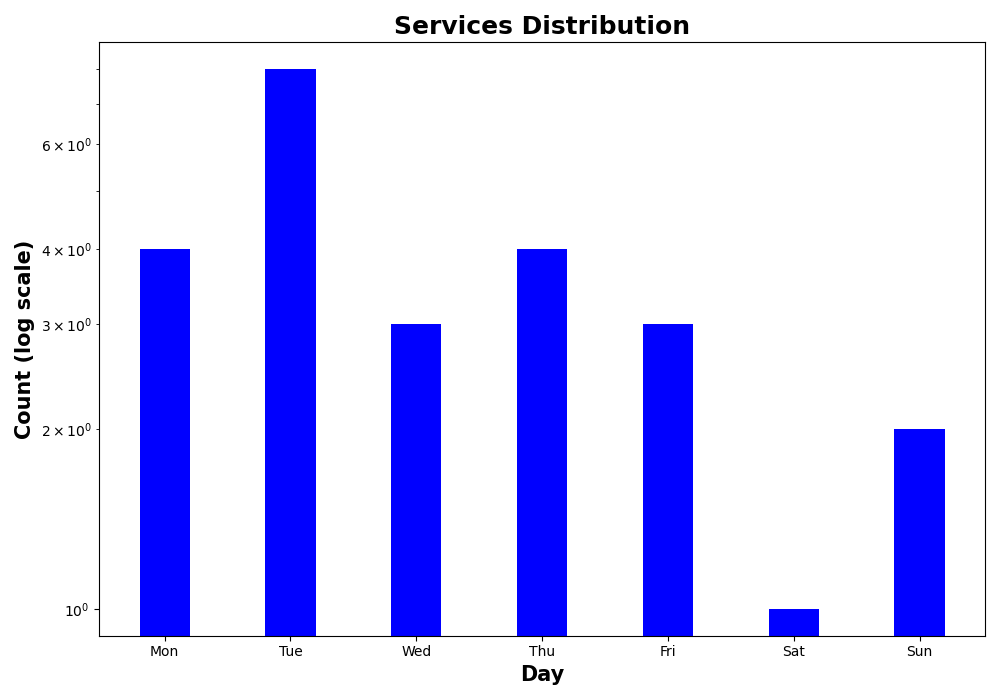 Services Distribution
Count (log scale)
6 × 10⁰
4 × 10⁰
3 × 10⁰
2 × 10⁰
10⁰
Mon Tue Wed Thu Fri Sat Sun
Day